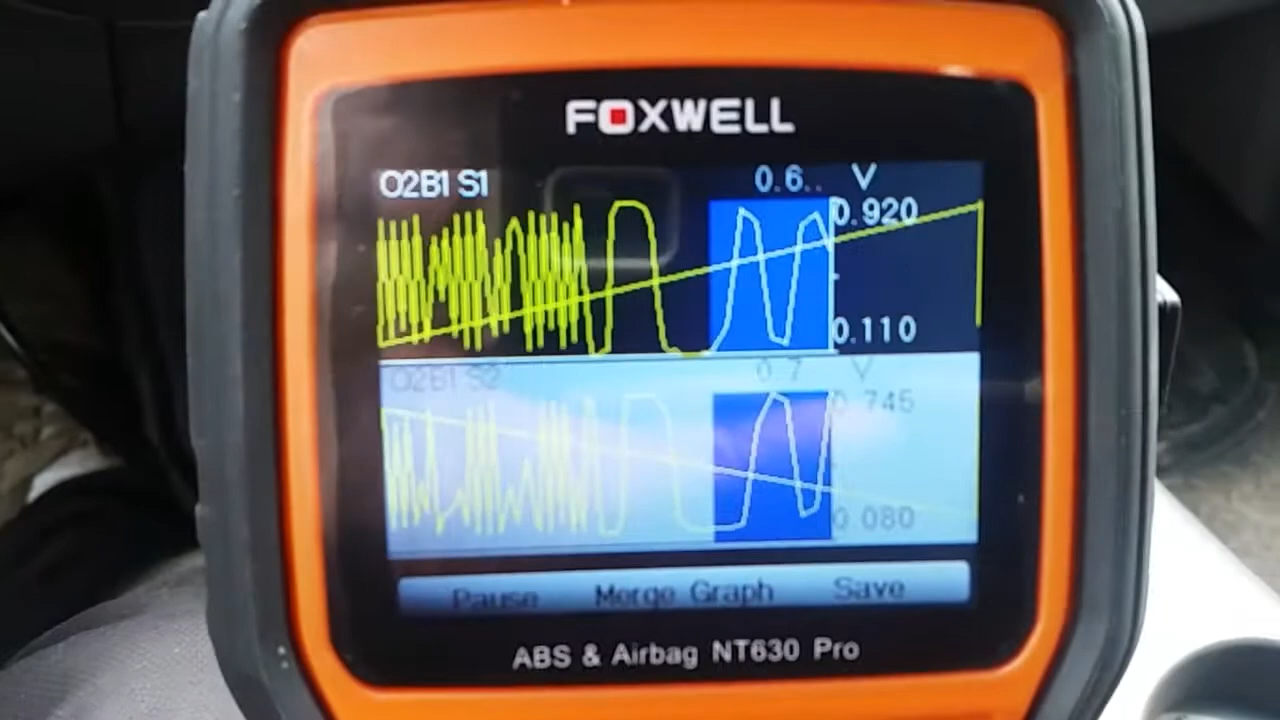 FOXWELL
O2B1 S1 0.6.. V
0.920
0.110
O2B1 S2 0.7 V
0.745
0.080
Pause Merge Graph Save
ABS & Airbag NT630 Pro